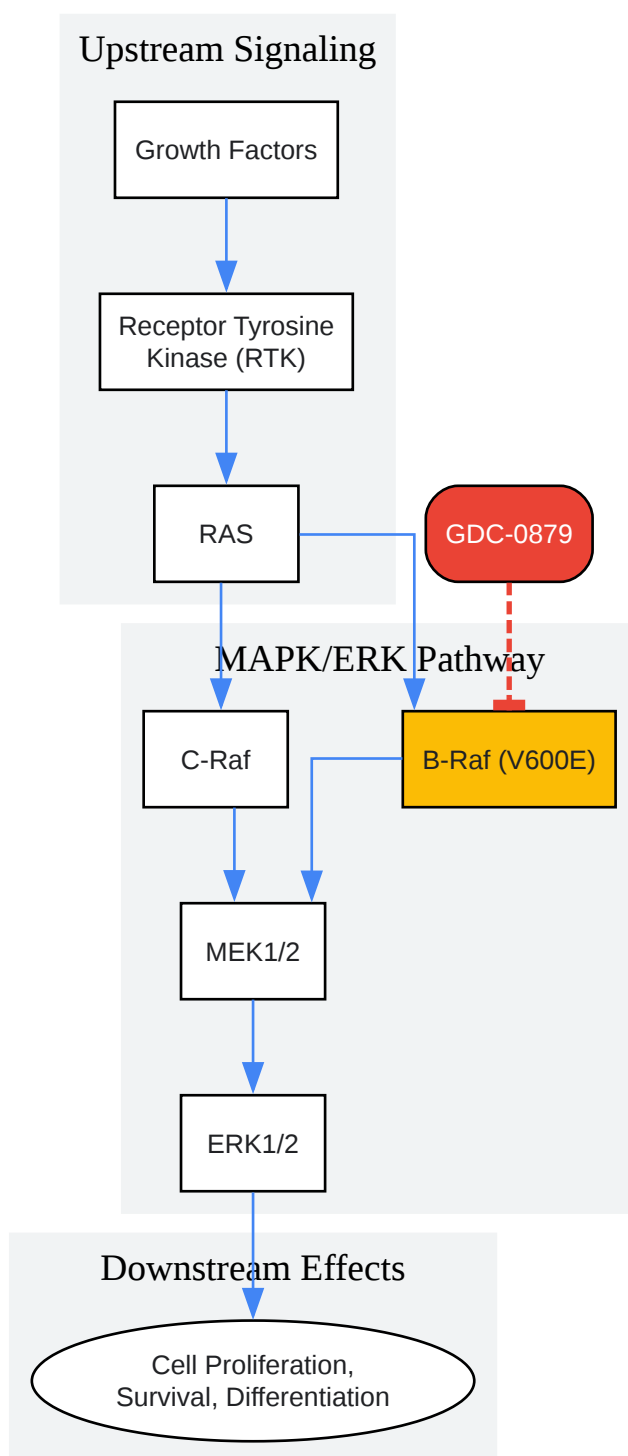 Upstream Signaling
Growth Factors
Receptor Tyrosine
Kinase (RTK)
RAS
GDC-0879
MAPK/ERK Pathway
C-Raf
B-Raf (V600E)
MEK1/2
ERK1/2
Downstream Effects
Cell Proliferation,
Survival, Differentiation